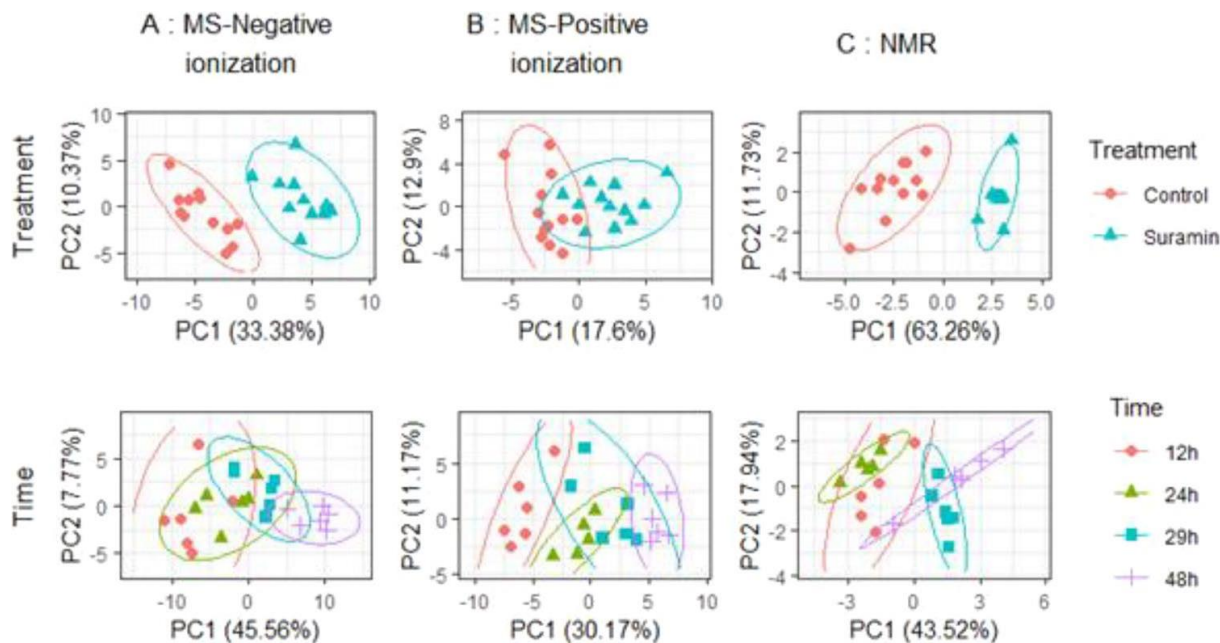 A : MS-Negative
ionization
B : MS-Positive
ionization
C : NMR
Treatment
PC2 (10.37%)
10
5
0
-5
-10
-5
0
5
10
PC1 (33.38%)
PC2 (12.9%)
8
4
0
-4
-5
0
5
10
PC1 (17.6%)
PC2 (11.73%)
2
0
-2
-4
-5.0
-2.5
0.0
2.5
5.0
PC1 (63.26%)
Treatment
Control
Suramin
Time
PC2 (7.77%)
5
0
-5
-10
0
10
PC1 (45.56%)
PC2 (11.17%)
5
0
-5
-10
-5
0
5
10
PC1 (30.17%)
PC2 (17.94%)
2
0
-2
-4
-3
0
3
6
PC1 (43.52%)
Time
12h
24h
29h
48h